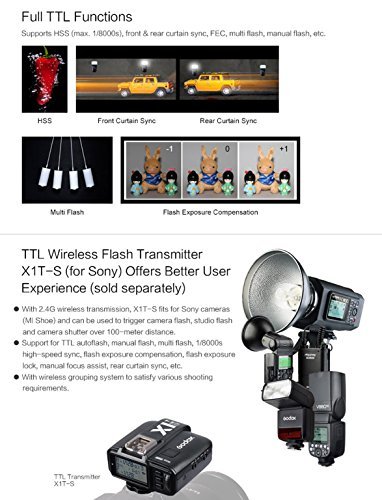 Full TTL Functions
Supports HSS (max. 1/8000s), front & rear curtain sync, FEC, multi flash, manual flash, etc.
HSS
Front Curtain Sync
Rear Curtain Sync
-1 0 +1
Multi Flash
Flash Exposure Compensation
TTL Wireless Flash Transmitter
X1T-S (for Sony) Offers Better User
Experience (sold separately)
With 2.4G wireless transmission, X1T-S fits for Sony cameras
(Mi Shoe) and can be used to trigger camera flash, studio flash
and camera shutter over 100-meter distance.
Support for TTL autoflash, manual flash, multi flash, 1/8000s
high-speed sync, flash exposure compensation, flash exposure
lock, manual focus assist, rear curtain sync, etc.
With wireless grouping system to satisfy various shooting
requirements.
Godox
V860II
Godox
X1
Godox
TTL Transmitter
X1T-S